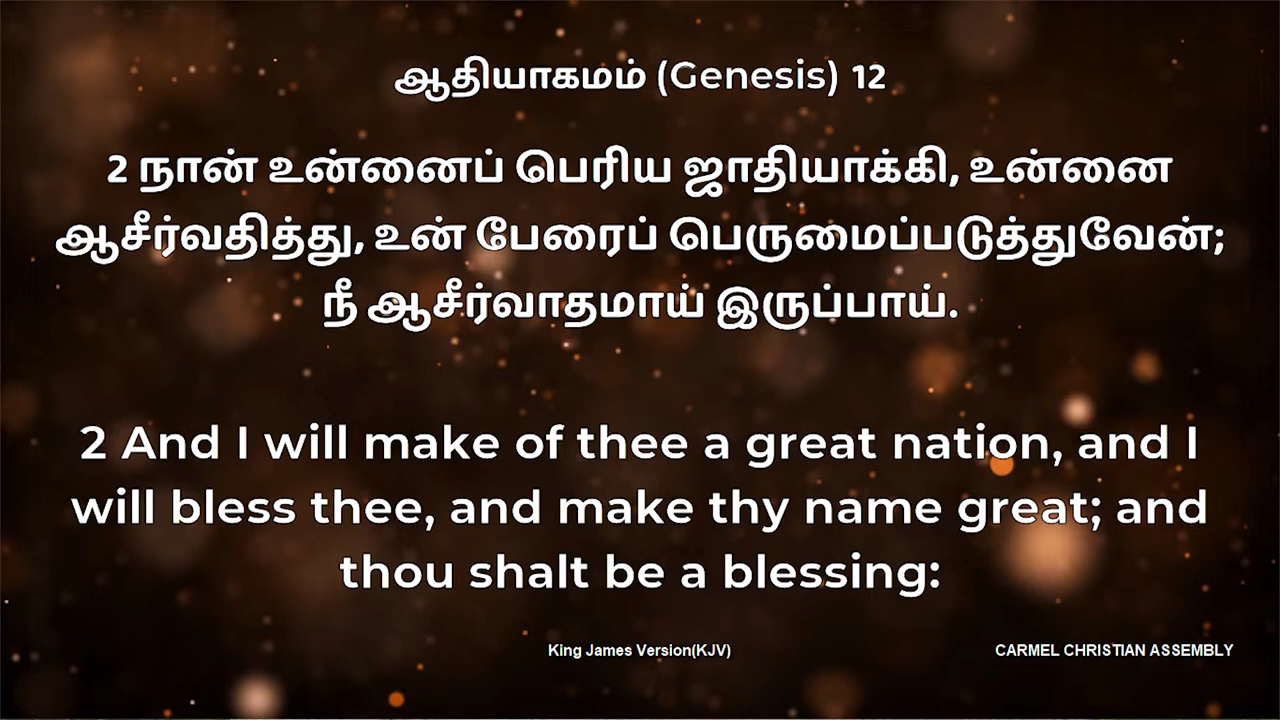 ஆதியாகமம் (Genesis) 12
2 நான் உன்னைப் பெரிய ஜாதியாக்கி, உன்னை
ஆசீர்வதித்து, உன் பேரைப் பெருமைப்படுத்துவேன்;
நீ ஆசீர்வாதமாய் இருப்பாய்.
2 And I will make of thee a great nation, and I
will bless thee, and make thy name great; and
thou shalt be a blessing:
King James Version(KJV)
CARMEL CHRISTIAN ASSEMBLY